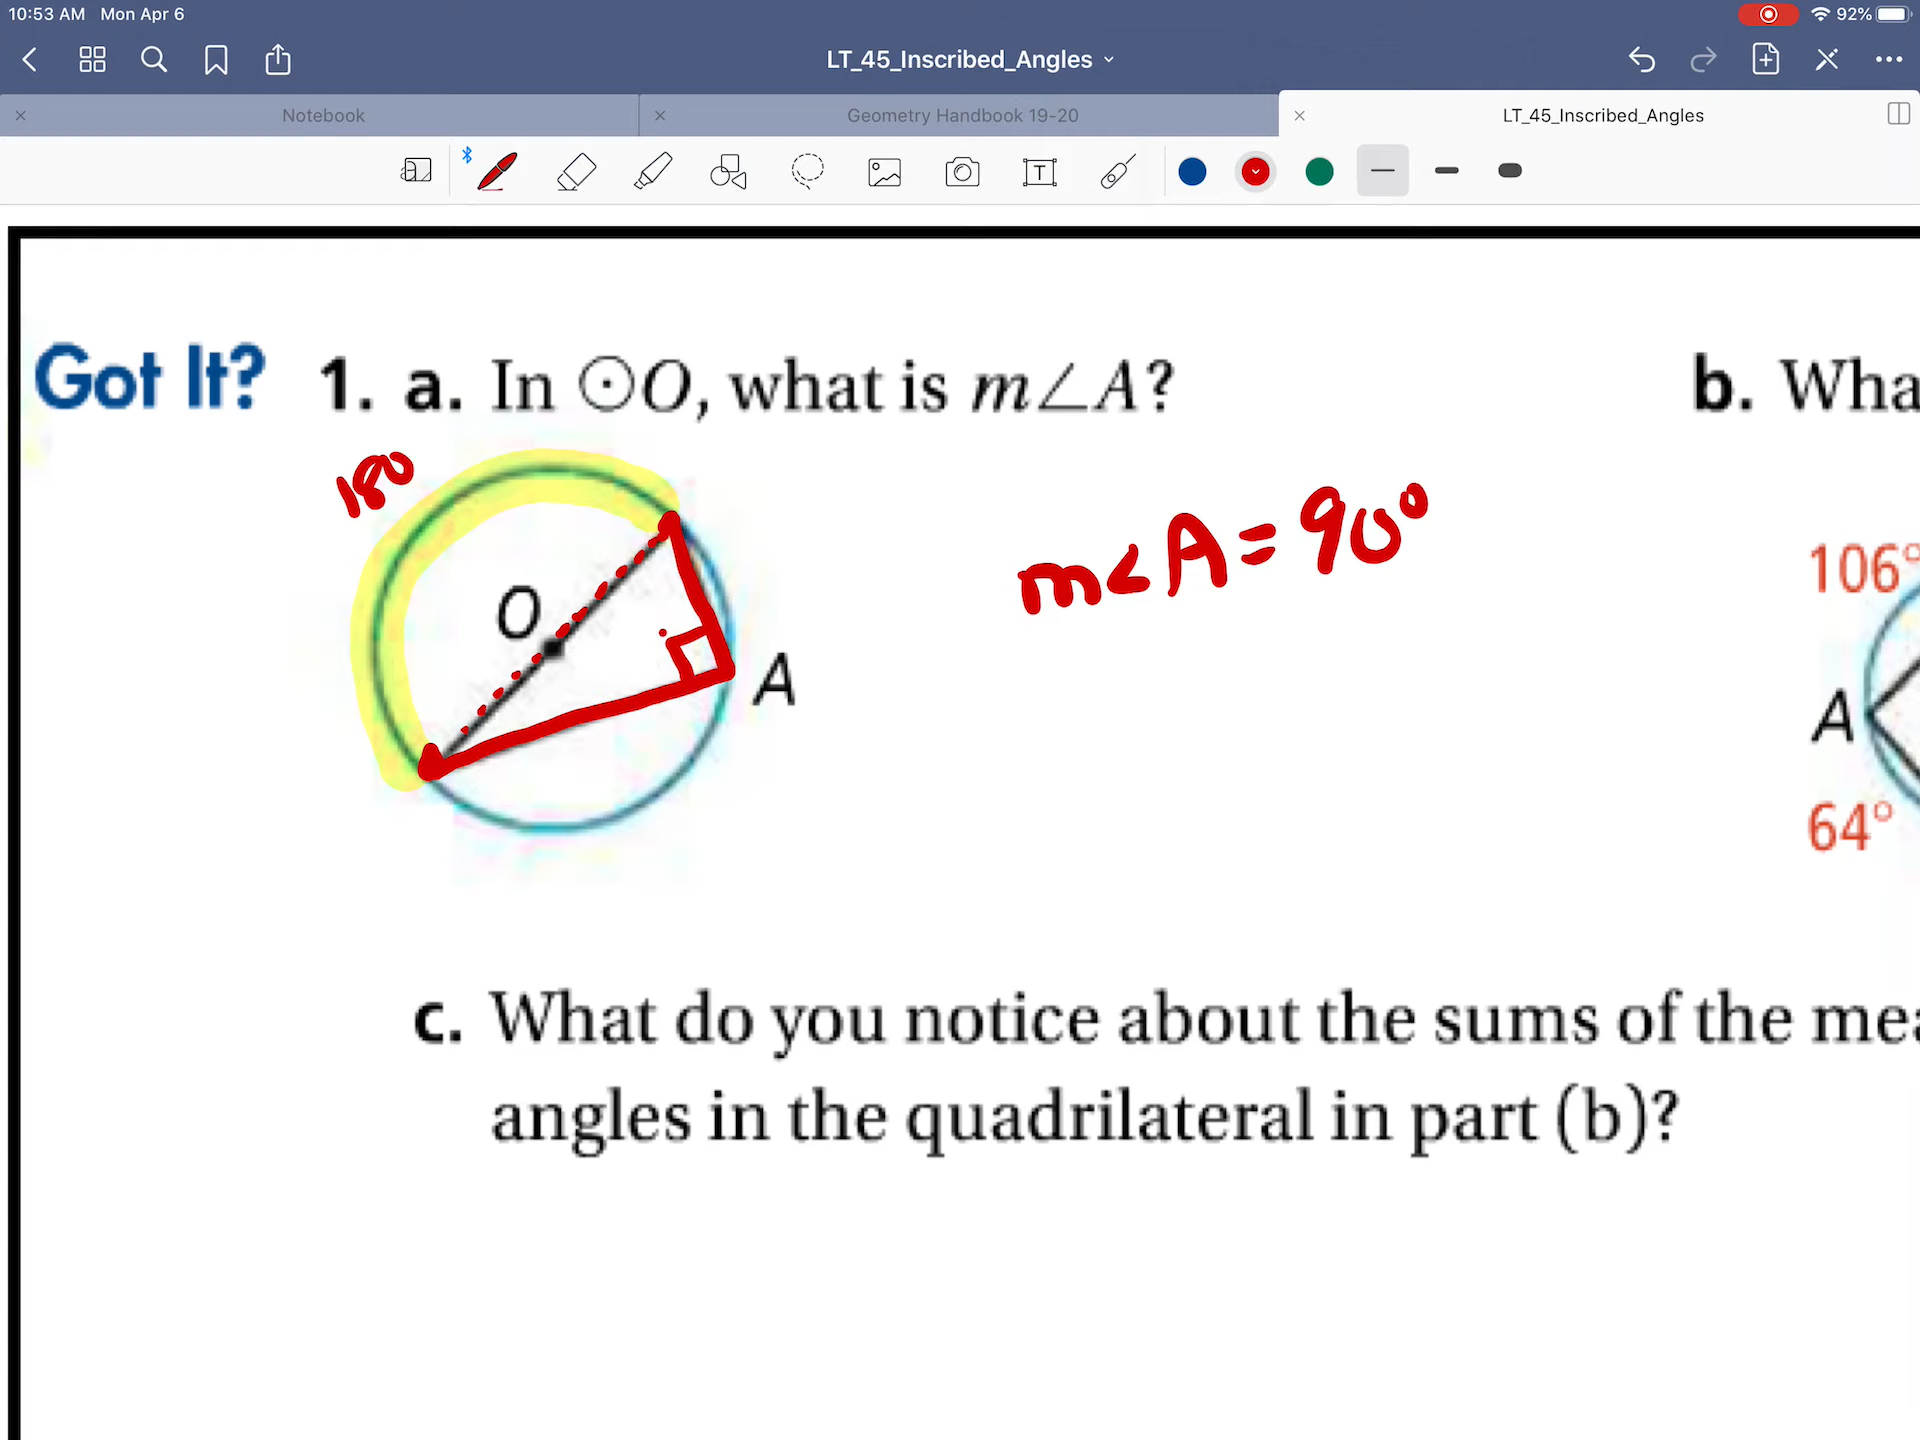 10:53 AM Mon Apr 6
92%
LT_45_Inscribed_Angles
Notebook
Geometry Handbook 19-20
LT_45_Inscribed_Angles
Got It? 1. a. In ⊙O, what is m∠A?
b. Wha
180
O
A
m<A=90°
106°
A
64°
c. What do you notice about the sums of the mea
angles in the quadrilateral in part (b)?